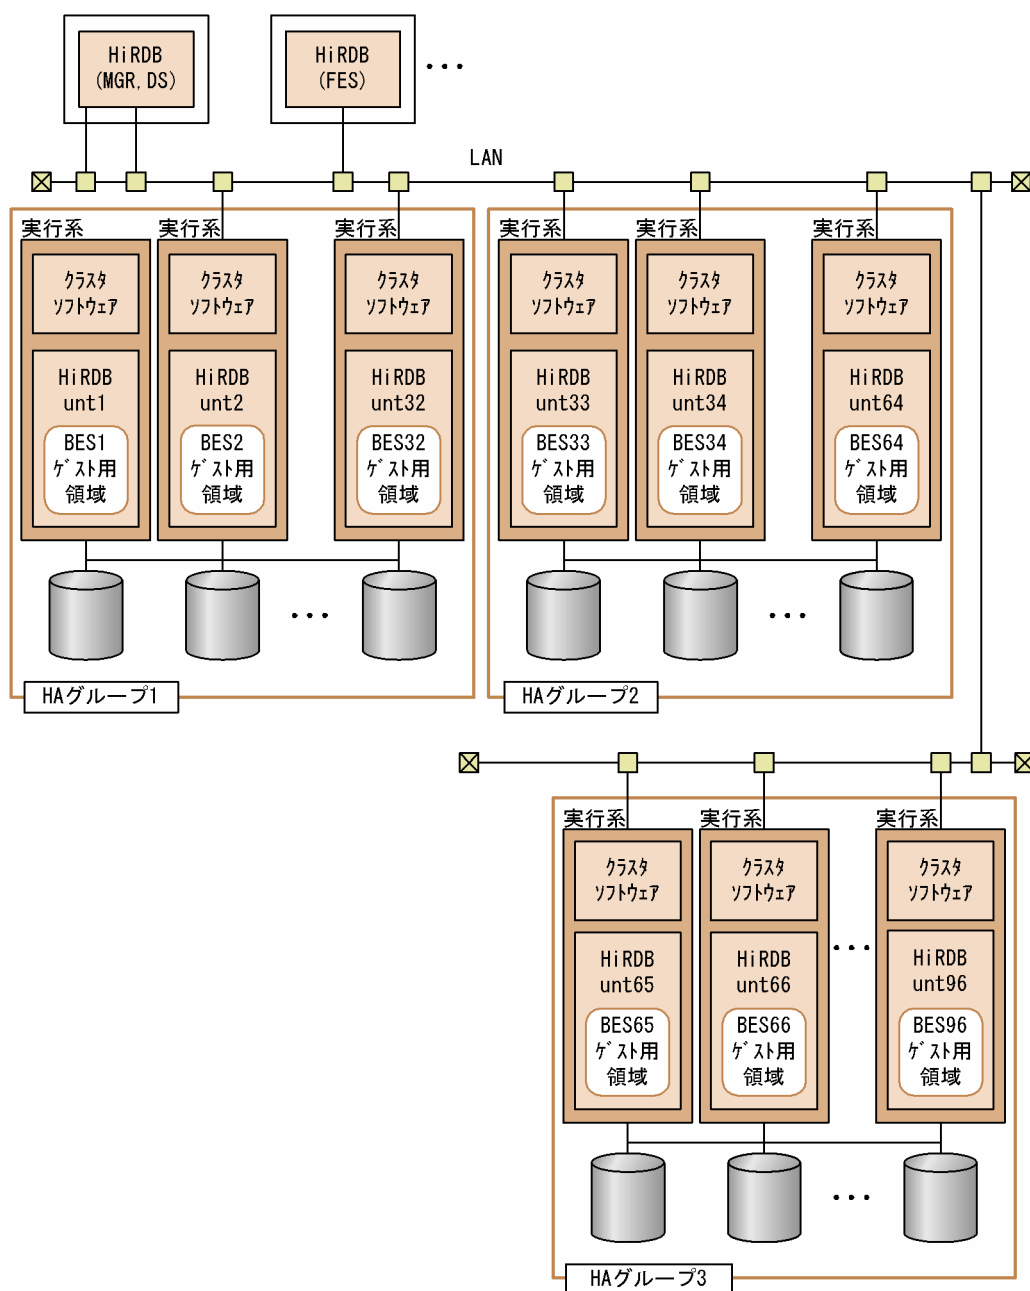 HiRDB
(MGR,DS)
HiRDB
(FES)
・・・
LAN
実行系
実行系
実行系
実行系
実行系
実行系
ｸﾗｽﾀ
ｿﾌﾄｳｪｱ
ｸﾗｽﾀ
ｿﾌﾄｳｪｱ
ｸﾗｽﾀ
ｿﾌﾄｳｪｱ
ｸﾗｽﾀ
ｿﾌﾄｳｪｱ
ｸﾗｽﾀ
ｿﾌﾄｳｪｱ
ｸﾗｽﾀ
ｿﾌﾄｳｪｱ
HiRDB
unt1
BES1
ｹﾞｽﾄ用
領域
HiRDB
unt2
BES2
ｹﾞｽﾄ用
領域
HiRDB
unt32
BES32
ｹﾞｽﾄ用
領域
HiRDB
unt33
BES33
ｹﾞｽﾄ用
領域
HiRDB
unt34
BES34
ｹﾞｽﾄ用
領域
HiRDB
unt64
BES64
ｹﾞｽﾄ用
領域
・・・
・・・
HAグループ1
HAグループ2
実行系
実行系
実行系
ｸﾗｽﾀ
ｿﾌﾄｳｪｱ
ｸﾗｽﾀ
ｿﾌﾄｳｪｱ
ｸﾗｽﾀ
ｿﾌﾄｳｪｱ
・・・
HiRDB
unt65
BES65
ｹﾞｽﾄ用
領域
HiRDB
unt66
BES66
ｹﾞｽﾄ用
領域
HiRDB
unt96
BES96
ｹﾞｽﾄ用
領域
・・・
HAグループ3